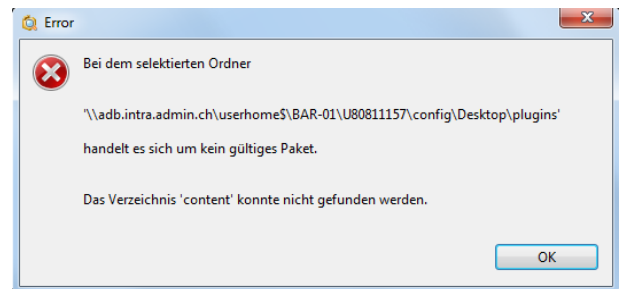 Error
Bei dem selektierten Ordner
'\\adb.intra.admin.ch\userhome$\BAR-01\U80811157\config\Desktop\plugins'
handelt es sich um kein gültiges Paket.
Das Verzeichnis 'content' konnte nicht gefunden werden.
OK